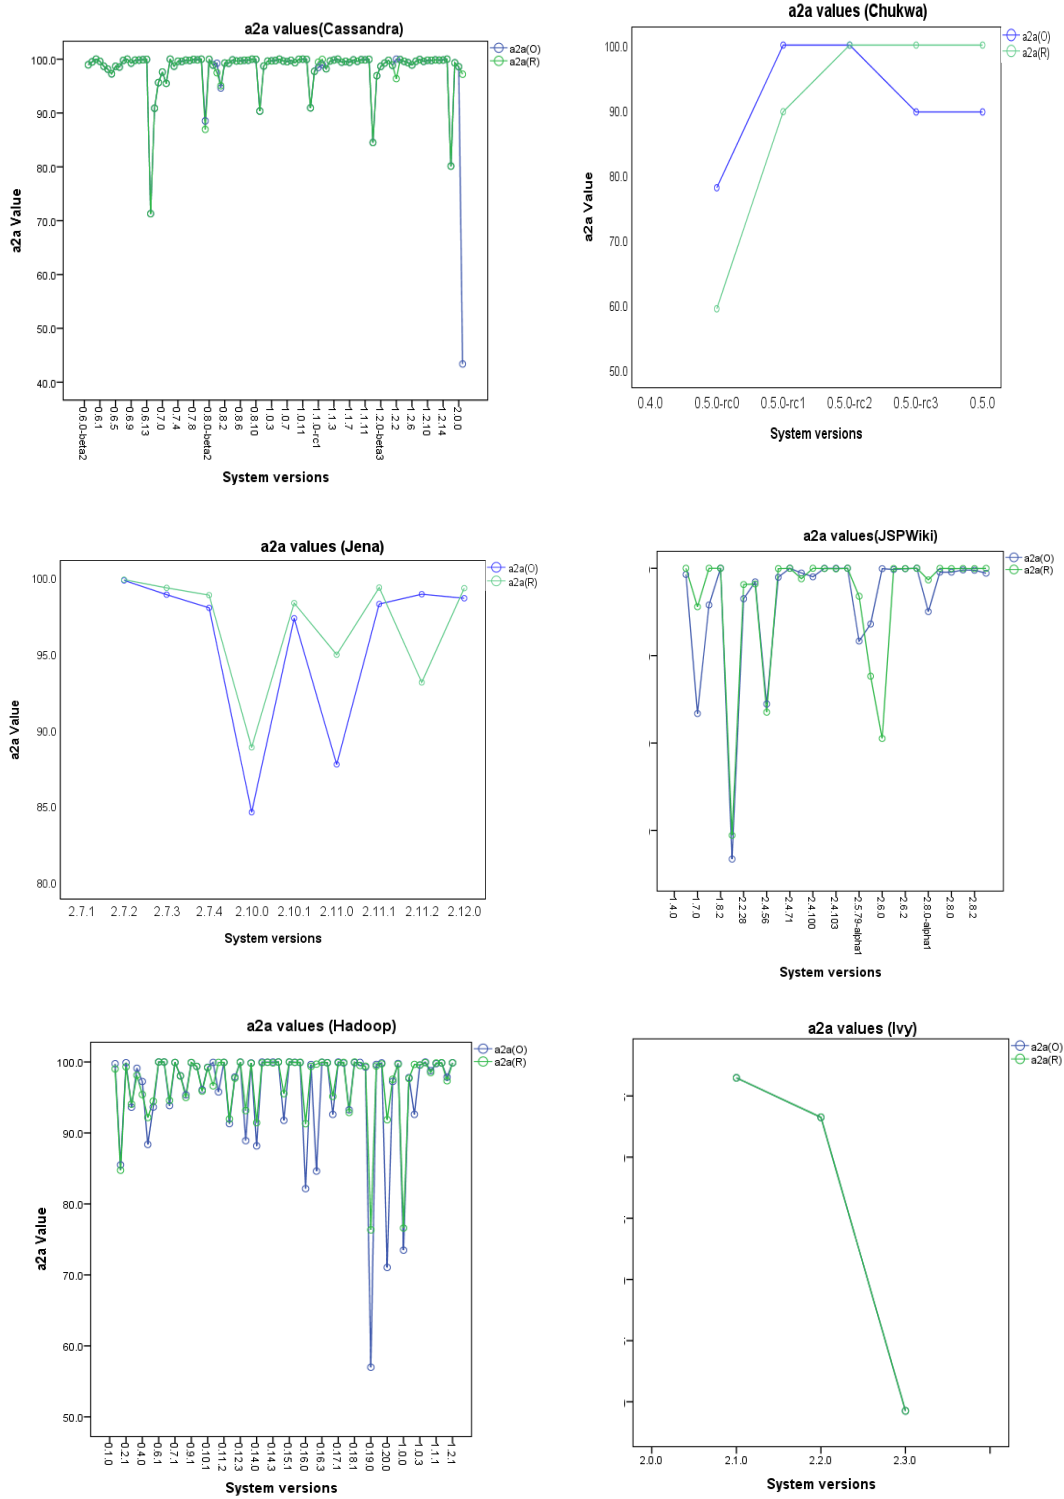 a2a values(Cassandra)
a2a(O)
a2a(R)
100.0
90.0
80.0
70.0
60.0
50.0
40.0
a2a Value
0.6.0-beta2
0.6.1
0.6.5
0.6.9
0.6.13
0.7.0
0.7.4
0.7.8
0.8.0-beta2
0.8.2
0.8.6
0.8.10
1.0.3
1.0.7
1.0.11
1.1.0-rc1
1.1.3
1.1.7
1.1.11
1.2.0-beta3
1.2.2
1.2.6
1.2.10
1.2.14
2.0.0
System versions
a2a values (Chukwa)
a2a(O)
a2a(R)
100.0
90.0
80.0
70.0
60.0
50.0
a2a Value
0.4.0
0.5.0-rc0
0.5.0-rc1
0.5.0-rc2
0.5.0-rc3
0.5.0
System versions
a2a values (Jena)
a2a(O)
a2a(R)
100.0
95.0
90.0
85.0
80.0
a2a Value
2.7.1
2.7.2
2.7.3
2.7.4
2.10.0
2.10.1
2.11.0
2.11.1
2.11.2
2.12.0
System versions
a2a values(JSPWiki)
a2a(O)
a2a(R)
1.4.0
1.7.0
1.8.2
2.2.28
2.4.56
2.4.71
2.4.100
2.4.103
2.5.79-alpha1
2.6.0
2.6.2
2.8.0-alpha1
2.8.0
2.8.2
System versions
a2a values (Hadoop)
a2a(O)
a2a(R)
100.0
90.0
80.0
70.0
60.0
50.0
a2a Value
0.1.0
0.2.1
0.4.0
0.6.1
0.7.1
0.9.1
0.10.1
0.11.2
0.12.3
0.14.0
0.14.3
0.15.1
0.16.0
0.16.3
0.17.1
0.18.1
0.19.0
0.20.0
1.0.0
1.0.3
1.1.1
1.2.1
System versions
a2a values (Ivy)
a2a(O)
a2a(R)
2.0.0
2.1.0
2.2.0
2.3.0
System versions